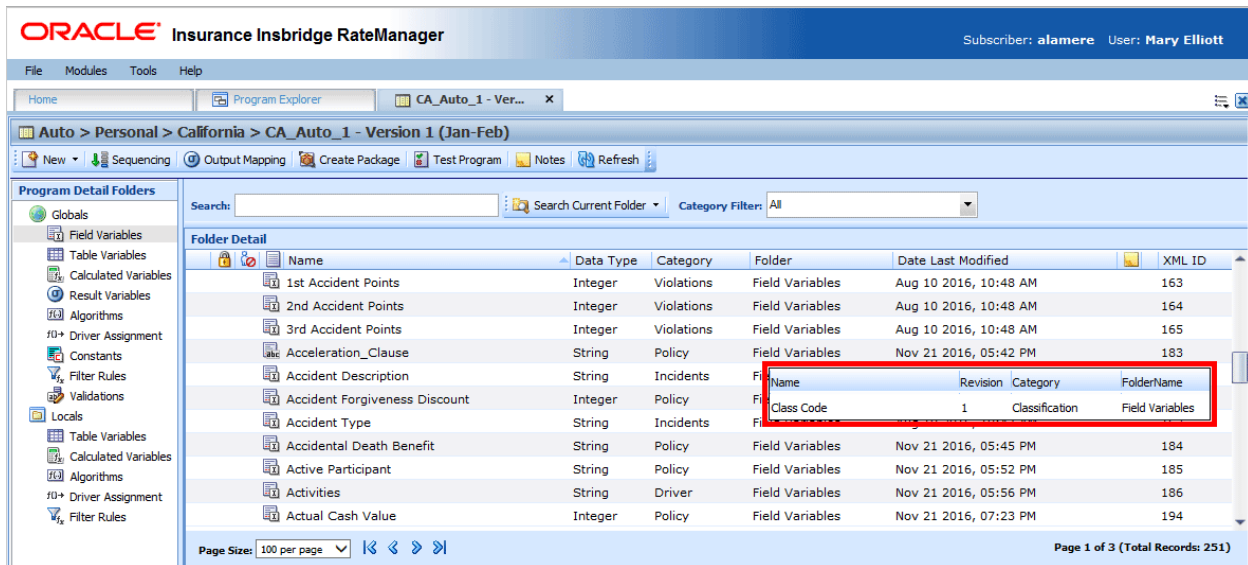 ORACLE Insurance Insbridge RateManager
Subscriber: alamere User: Mary Elliott
File Modules Tools Help
Home Program Explorer CA_Auto_1 - Ver... x
Auto > Personal > California > CA_Auto_1 - Version 1 (Jan-Feb)
New Sequencing Output Mapping Create Package Test Program Notes Refresh
Program Detail Folders
Globals
Field Variables
Table Variables
Calculated Variables
Result Variables
Algorithms
Driver Assignment
Constants
Filter Rules
Validations
Locals
Table Variables
Calculated Variables
Algorithms
Driver Assignment
Filter Rules
Search: Search Current Folder Category Filter: All
Folder Detail
Name Data Type Category Folder Date Last Modified XML ID
1st Accident Points Integer Violations Field Variables Aug 10 2016, 10:48 AM 163
2nd Accident Points Integer Violations Field Variables Aug 10 2016, 10:48 AM 164
3rd Accident Points Integer Violations Field Variables Aug 10 2016, 10:48 AM 165
Acceleration_Clause String Policy Field Variables Nov 21 2016, 05:42 PM 183
Accident Description String Incidents
Accident Forgiveness Discount Integer Policy
Accident Type String Incidents
Name Revision Category FolderName
Class Code 1 Classification Field Variables
Accidental Death Benefit String Policy Field Variables Nov 21 2016, 05:45 PM 184
Active Participant String Policy Field Variables Nov 21 2016, 05:52 PM 185
Activities String Driver Field Variables Nov 21 2016, 05:56 PM 186
Actual Cash Value Integer Policy Field Variables Nov 21 2016, 07:23 PM 194
Page Size: 100 per page Page 1 of 3 (Total Records: 251)